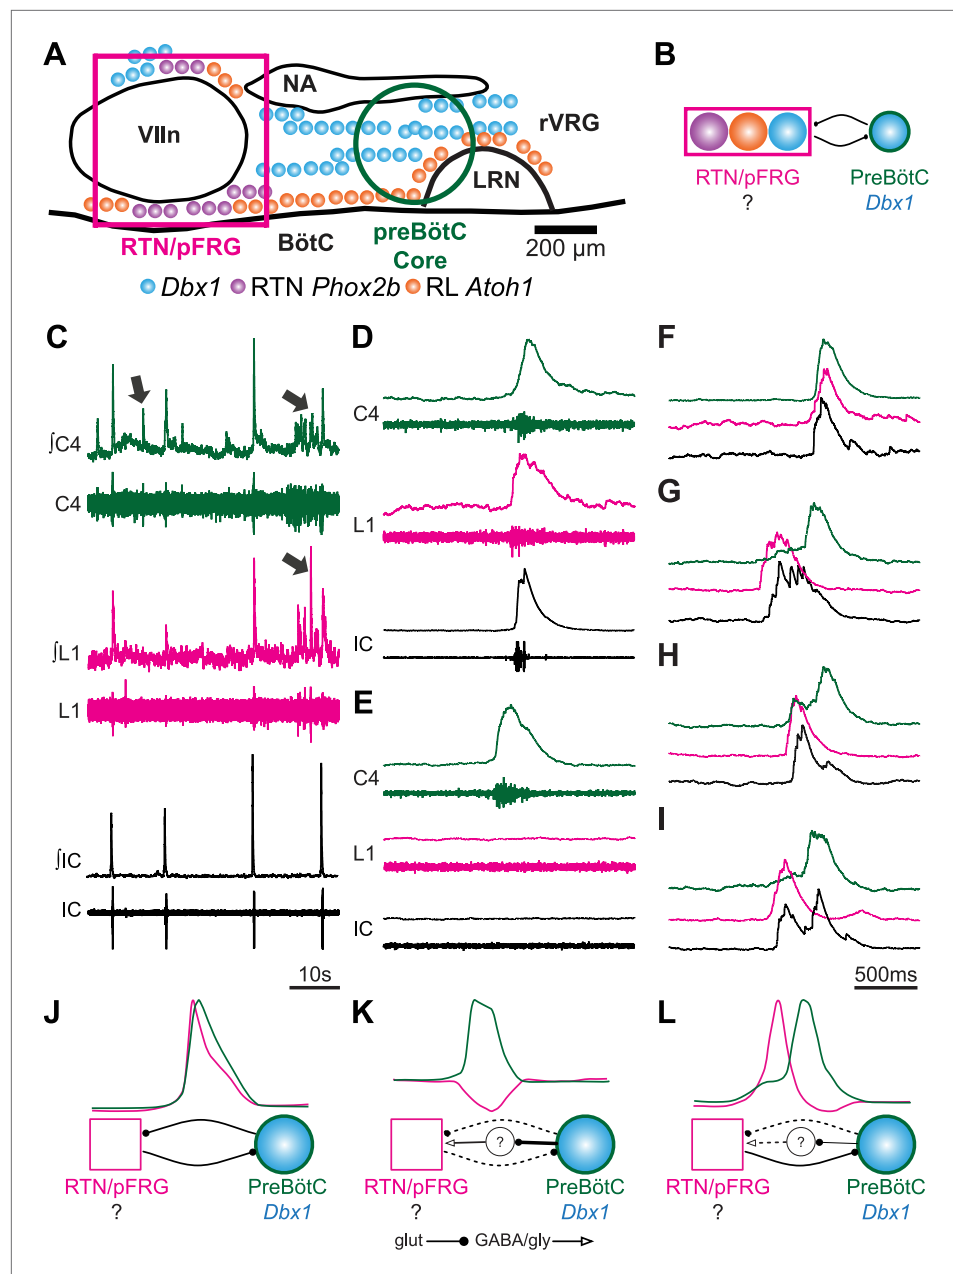 A
NA
VIIn
rVRG
LRN
RTN/pFRG
BötC
preBötC
Core
200 µm
Dbx1 RTN Phox2b RL Atoh1
B
RTN/pFRG
?
PreBötC
Dbx1
C
∫C4
C4
∫L1
L1
∫IC
IC
10s
D
C4
L1
IC
E
C4
L1
IC
F
G
H
I
500ms
J
RTN/pFRG
?
PreBötC
Dbx1
K
?
RTN/pFRG
?
PreBötC
Dbx1
glut GABA/gly
L
?
RTN/pFRG
?
PreBötC
Dbx1